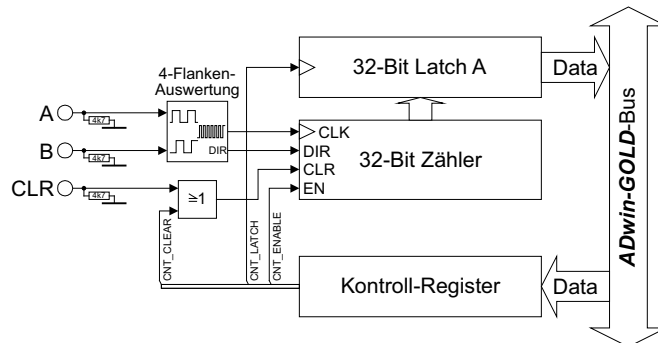 4-Flanken-
Auswertung
32-Bit Latch A
Data
A
4k7
CLK
B
4k7
DIR
DIR
32-Bit Zähler
CLR
CLR
4k7
≥1
EN
CNT_CLEAR
CNT_LATCH
CNT_ENABLE
Kontroll-Register
Data
ADwin-GOLD-Bus